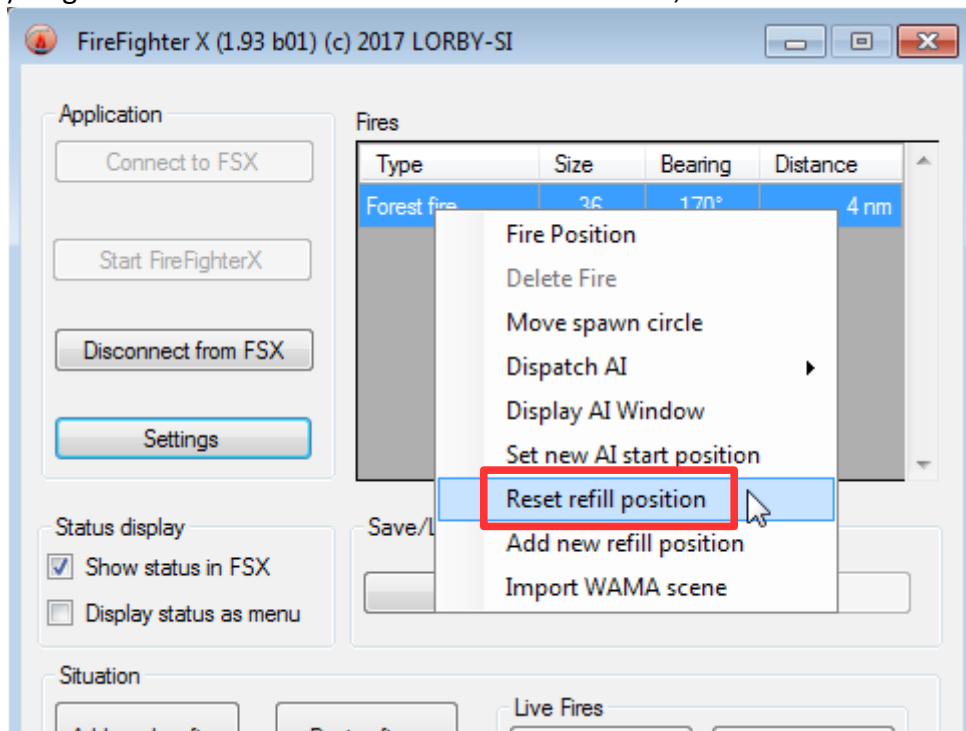 FireFighter X (1.93 b01) (c) 2017 LORBY-SI
Application
Connect to FSX
Start FireFighterX
Disconnect from FSX
Settings
Fires
Type Size Bearing Distance
Forest fire 36 170° 4 nm
Fire Position
Delete Fire
Move spawn circle
Dispatch AI
Display AI Window
Set new AI start position
Reset refill position
Add new refill position
Import WAMA scene
Status display
Show status in FSX
Display status as menu
Save/L
Situation
Live Fires